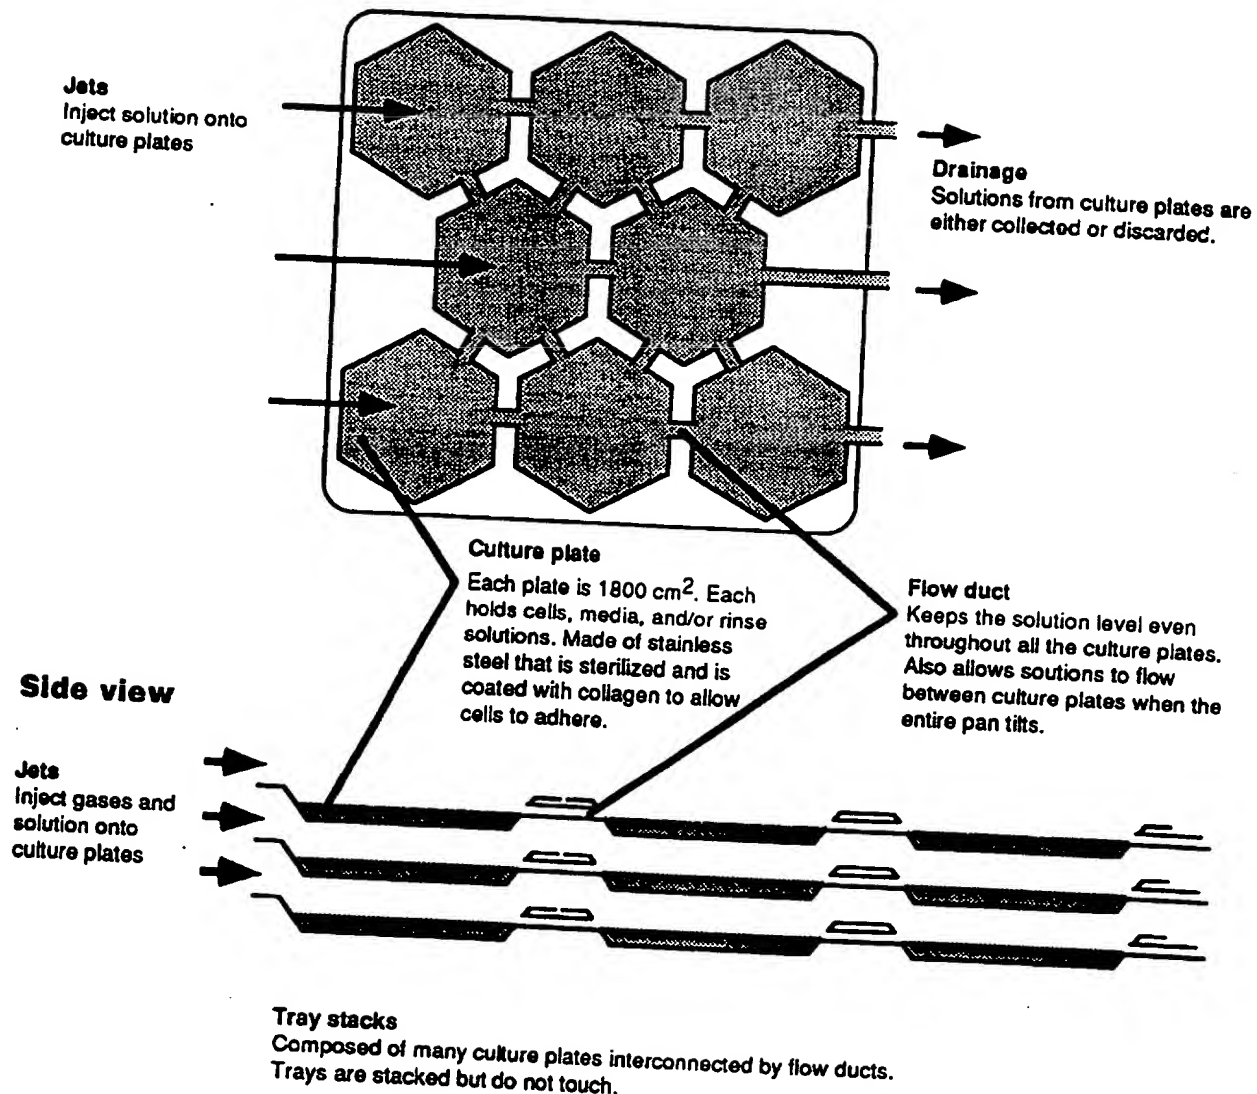 Jets
Inject solution onto
culture plates
Drainage
Solutions from culture plates are
either collected or discarded.
Culture plate
Each plate is 1800 cm2. Each
holds cells, media, and/or rinse
solutions. Made of stainless
steel that is sterilized and is
coated with collagen to allow
cells to adhere.
Flow duct
Keeps the solution level even
throughout all the culture plates.
Also allows soutions to flow
between culture plates when the
entire pan tilts.
Side view
Jets
Inject gases and
solution onto
culture plates
Tray stacks
Composed of many culture plates interconnected by flow ducts.
Trays are stacked but do not touch.